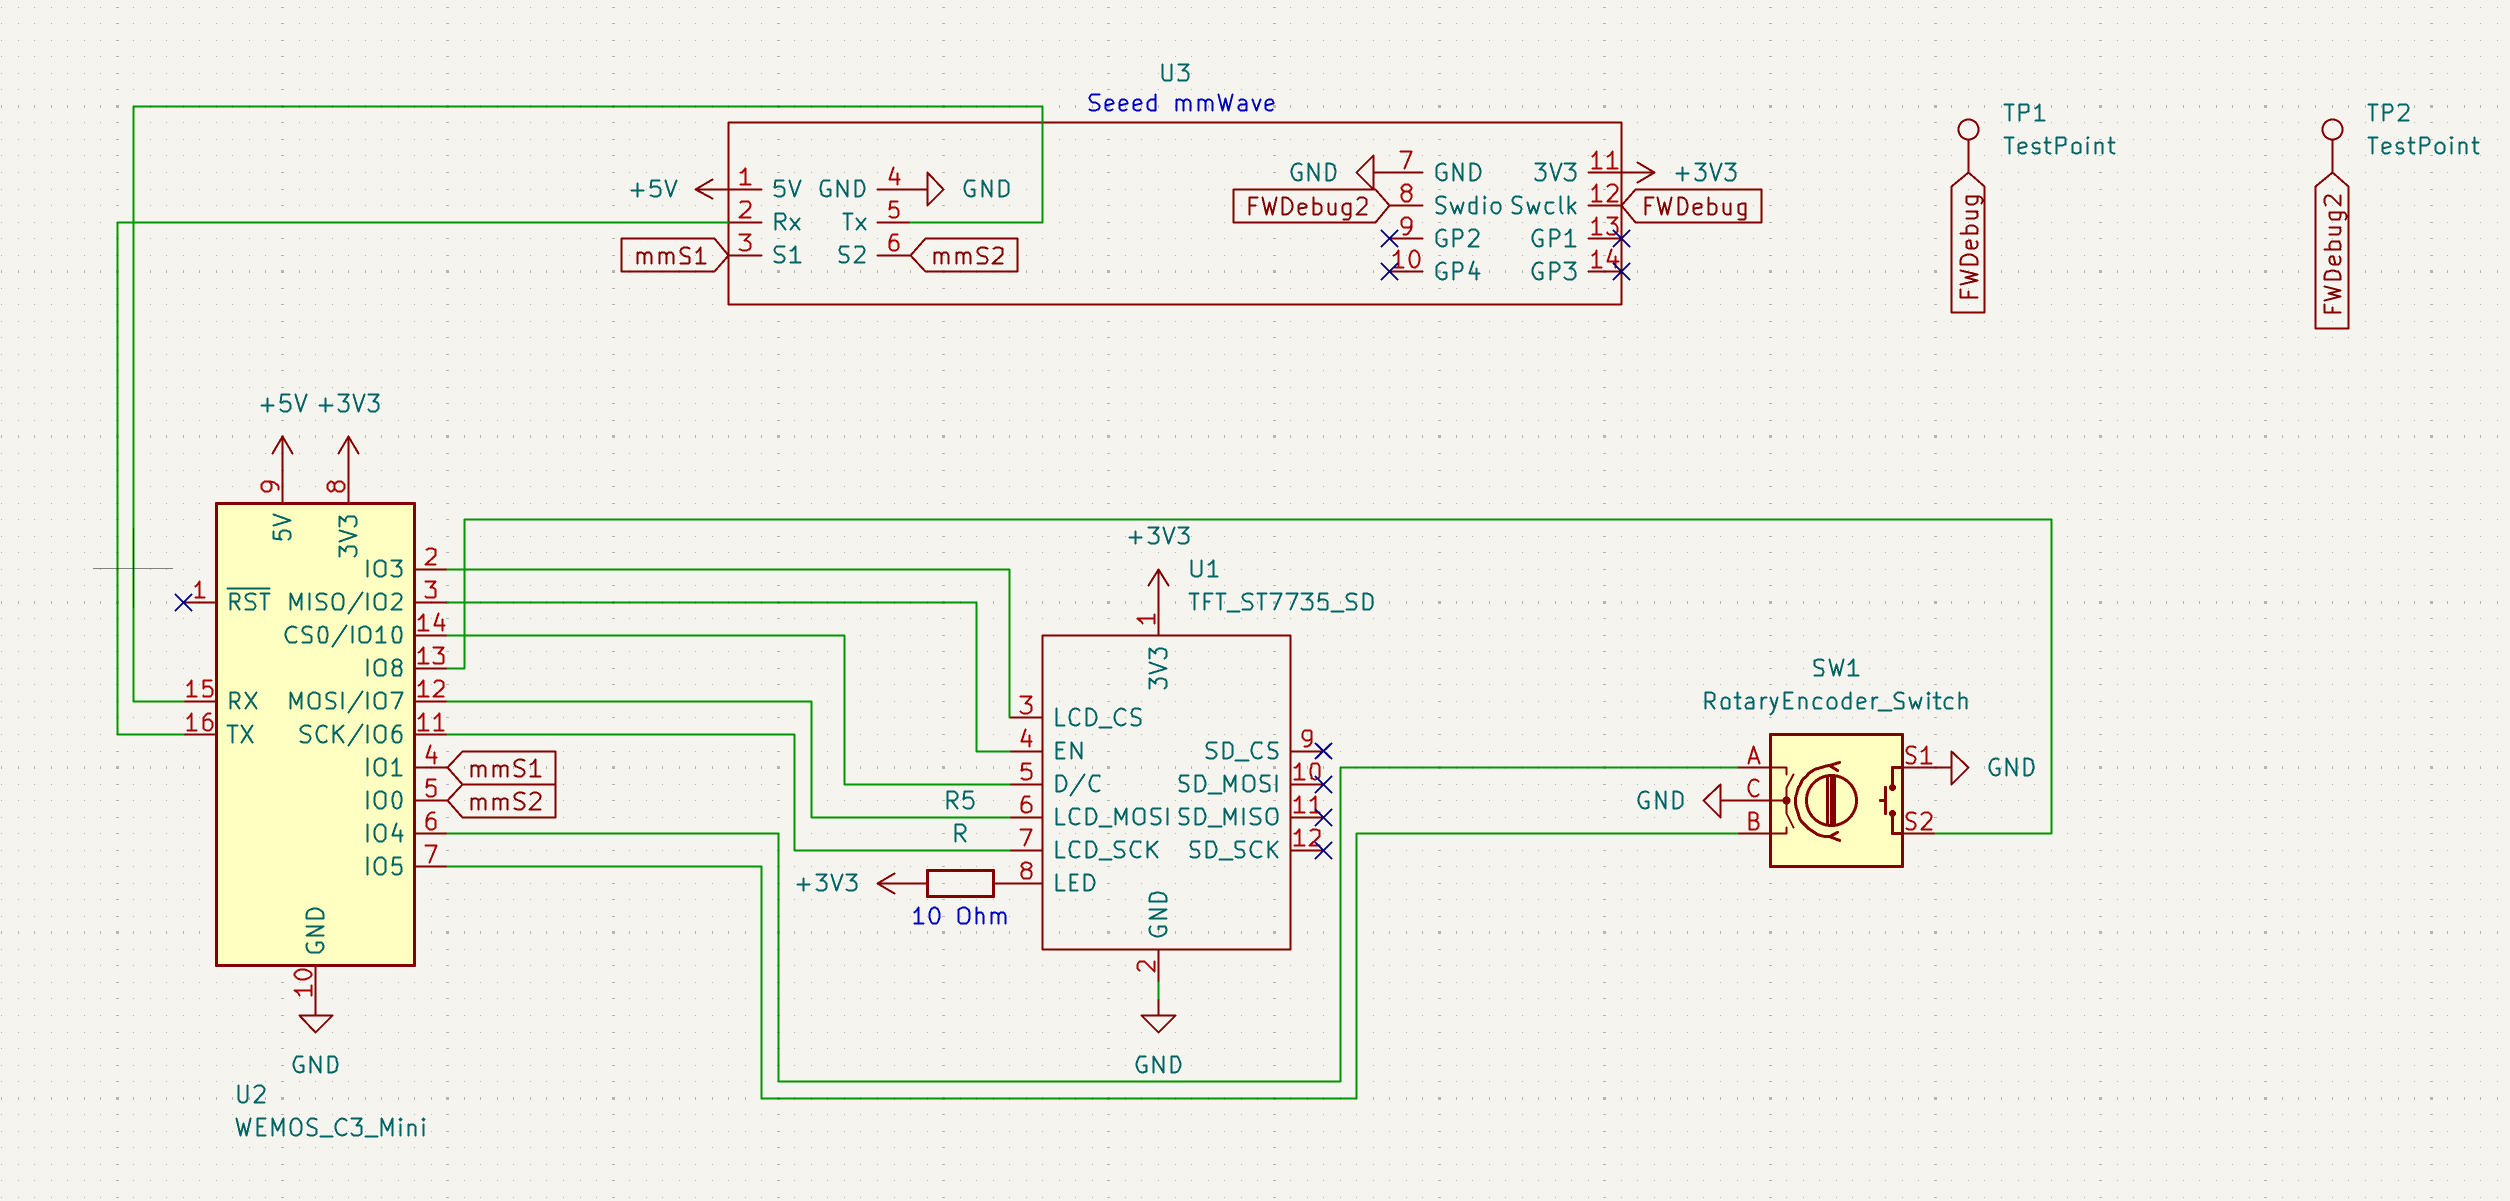 U3
Seeed mmWave
+5V
1
5V
GND
4
GND
2
Rx
Tx
5
mmS1
3
S1
S2
6
mmS2
GND
7
GND
3V3
11
+3V3
FWDebug2
8
Swdio
Swclk
12
FWDebug
9
GP2
GP1
13
10
GP4
GP3
14
TP1
TestPoint
FWDebug
TP2
TestPoint
FWDebug2
+5V
+3V3
9
8
5V
3V3
1
RST
IO3
2
MISO/IO2
3
CS0/IO10
14
IO8
13
15
RX
MOSI/IO7
12
16
TX
SCK/IO6
11
IO1
4
mmS1
IO0
5
mmS2
IO4
6
IO5
7
GND
10
GND
U2
WEMOS_C3_Mini
+3V3
U1
TFT_ST7735_SD
1
3V3
3
LCD_CS
4
EN
SD_CS
9
5
D/C
SD_MOSI
10
6
LCD_MOSI
SD_MISO
11
7
LCD_SCK
SD_SCK
12
8
LED
R5
R
+3V3
10 Ohm
GND
2
GND
SW1
RotaryEncoder_Switch
A
S1
GND
GND
C
B
S2